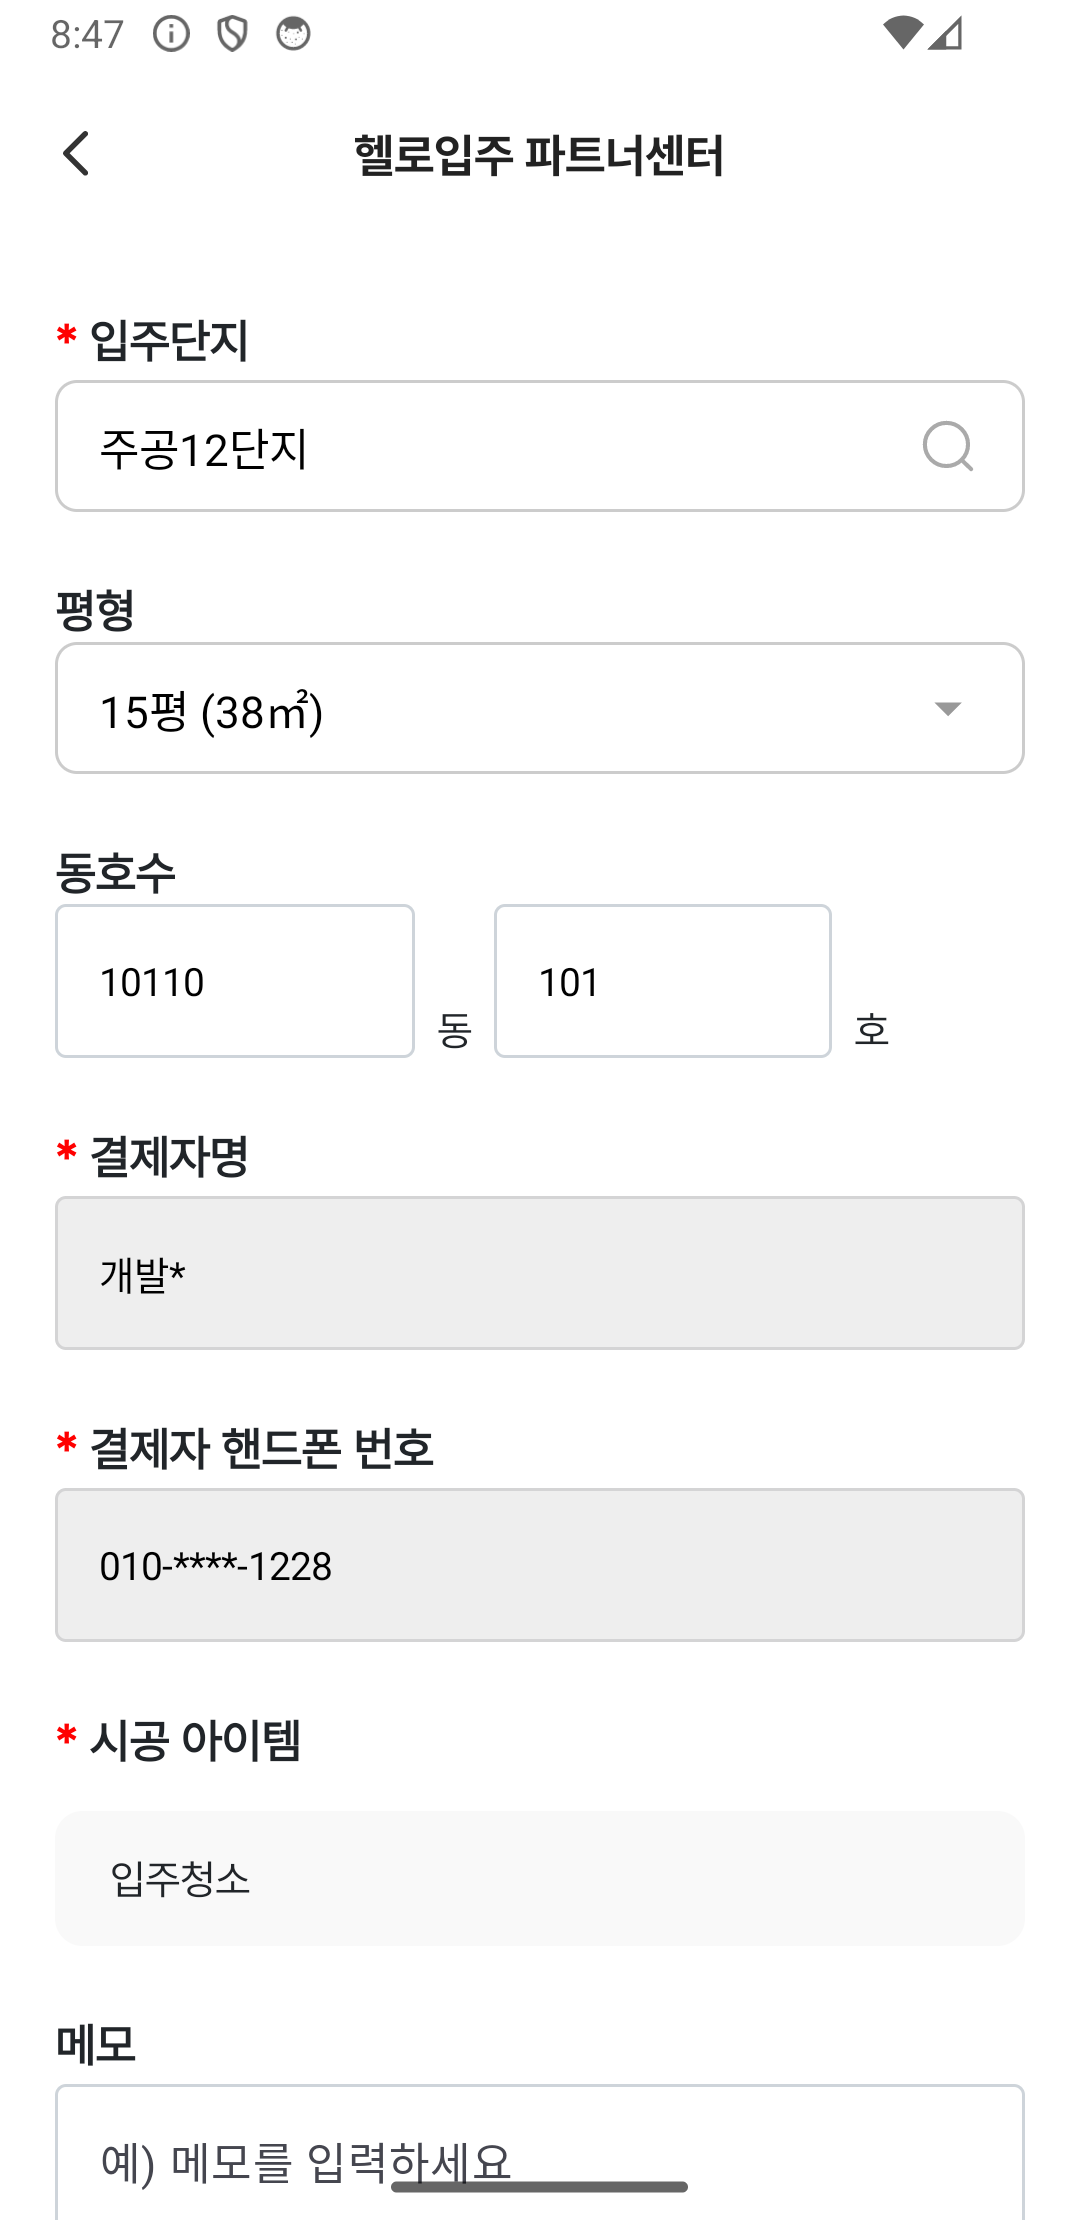 8:47
헬로입주 파트너센터
* 입주단지
주공12단지
평형
15평 (38㎡)
동호수
10110 동 101 호
* 결제자명
개발*
* 결제자 핸드폰 번호
010-****-1228
* 시공 아이템
입주청소
메모
예) 메모를 입력하세요